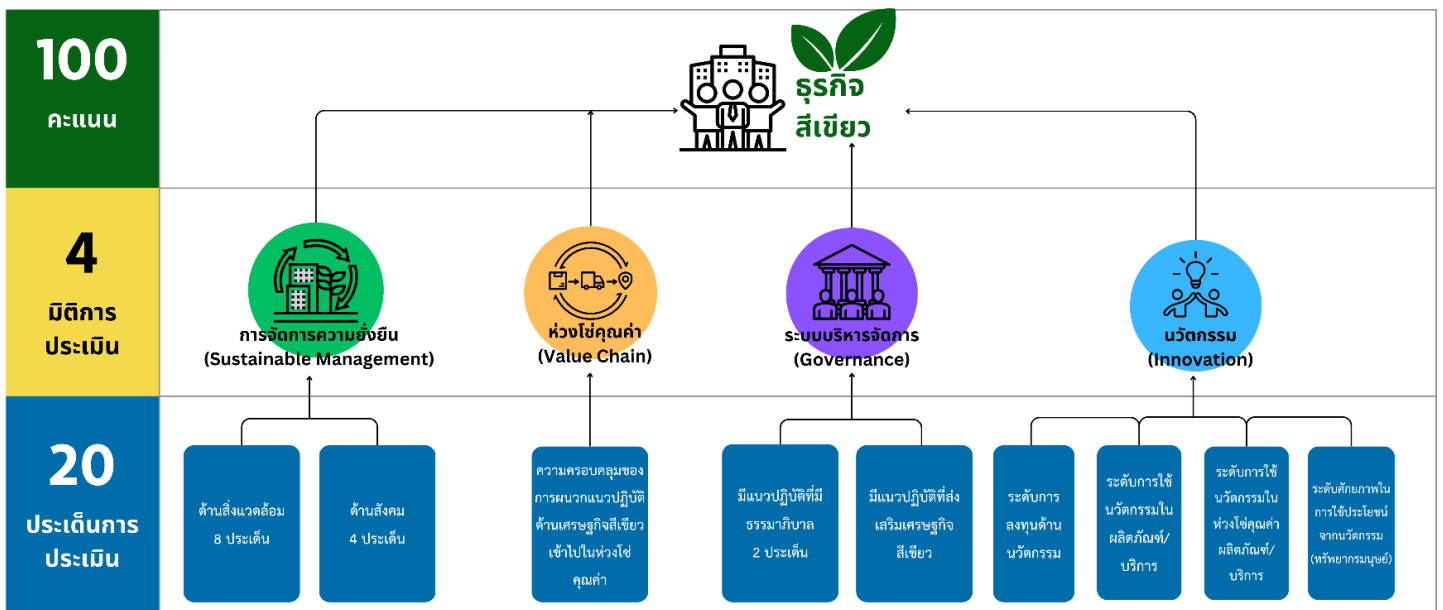 100
คะแนน
ธุรกิจ
สีเขียว
4
มิติการ
ประเมิน
การจัดการความยั่งยืน
(Sustainable Management)
ห่วงโซ่คุณค่า
(Value Chain)
ระบบบริหารจัดการ
(Governance)
นวัตกรรม
(Innovation)
20
ประเด็นการ
ประเมิน
ด้านสิ่งแวดล้อม
8 ประเด็น
ด้านสังคม
4 ประเด็น
ความครอบคลุมของ
การผนวกแนวปฏิบัติ
ด้านเศรษฐกิจสีเขียว
เข้าไปในห่วงโซ่
คุณค่า
มีแนวปฏิบัติที่มี
ธรรมาภิบาล
2 ประเด็น
มีแนวปฏิบัติที่ส่ง
เสริมเศรษฐกิจ
สีเขียว
ระดับการ
ลงทุนด้าน
นวัตกรรม
ระดับการใช้
นวัตกรรมใน
ผลิตภัณฑ์/
บริการ
ระดับการใช้
นวัตกรรมใน
ห่วงโซ่คุณค่า
ผลิตภัณฑ์/
บริการ
ระดับศักยภาพใน
การใช้ประโยชน์
จากนวัตกรรม
(ทรัพยากรมนุษย์)